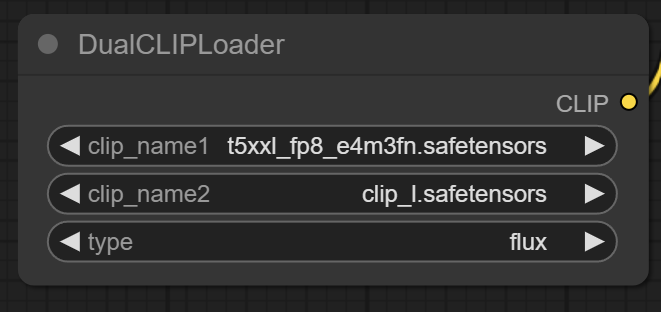 DualCLIPLoader
CLIP
clip_name1 t5xxl_fp8_e4m3fn.safetensors
clip_name2 clip_l.safetensors
type flux